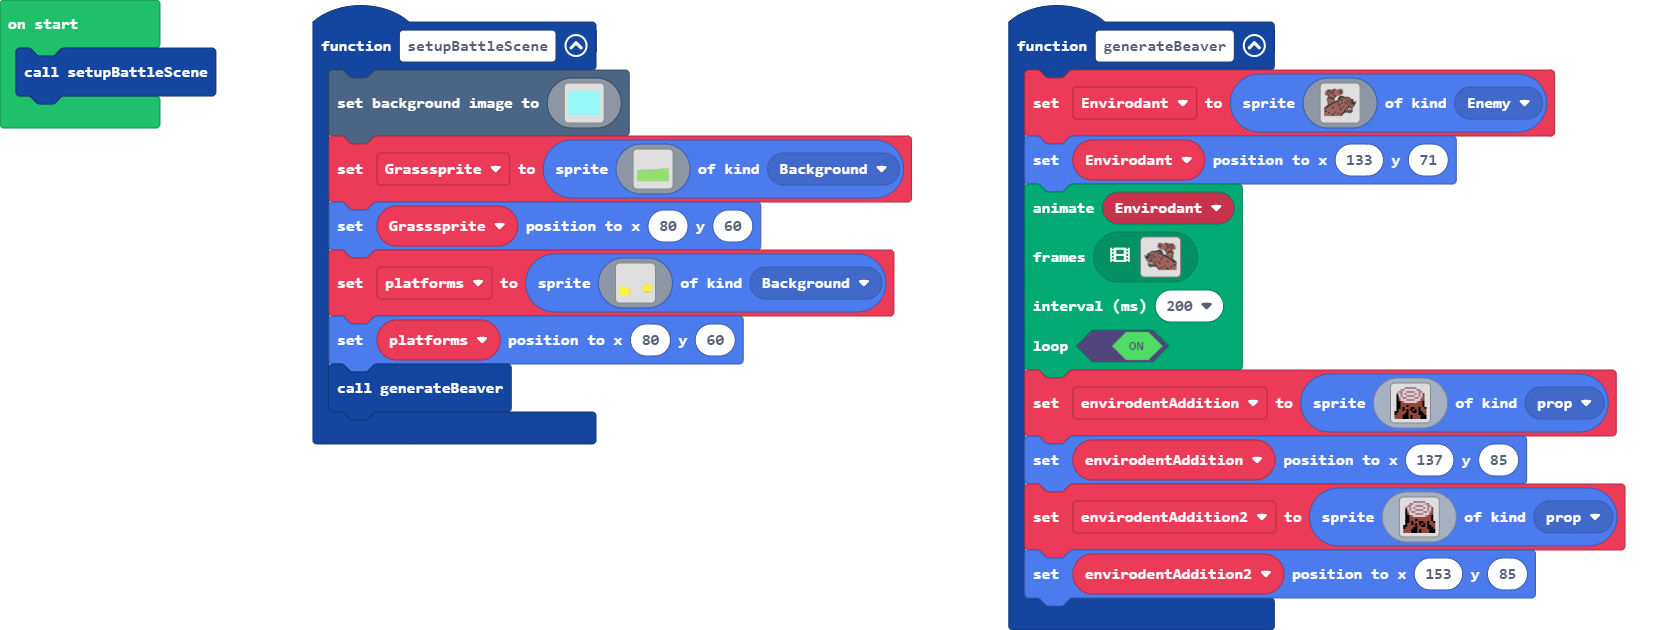 on start
call setupBattleScene
function setupBattleScene
set background image to
set Grasssprite to sprite of kind Background
set Grasssprite position to x 80 y 60
set platforms to sprite of kind Background
set platforms position to x 80 y 60
call generateBeaver
function generateBeaver
set Envirodant to sprite of kind Enemy
set Envirodant position to x 133 y 71
animate Envirodant
frames
interval (ms) 200
loop ON
set envirodentAddition to sprite of kind prop
set envirodentAddition position to x 137 y 85
set envirodentAddition2 to sprite of kind prop
set envirodentAddition2 position to x 153 y 85